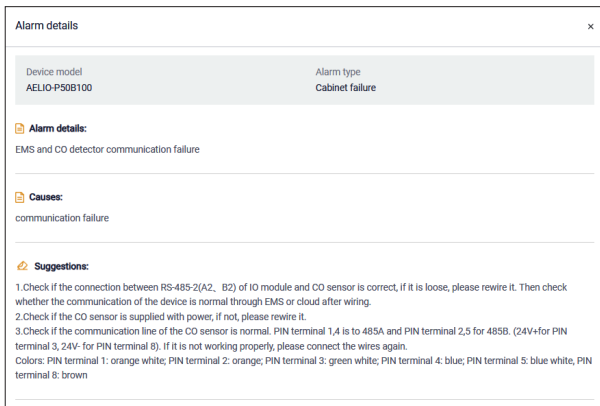 Alarm details ×
Device model Alarm type
AELIO-P50B100 Cabinet failure
Alarm details:
EMS and CO detector communication failure
Causes:
communication failure
Suggestions:
1.Check if the connection between RS-485-2(A2、B2) of IO module and CO sensor is correct, if it is loose, please rewire it. Then check
whether the communication of the device is normal through EMS or cloud after wiring.
2.Check if the CO sensor is supplied with power, if not, please rewire it.
3.Check if the communication line of the CO sensor is normal. PIN terminal 1,4 is to 485A and PIN terminal 2,5 for 485B. (24V+for PIN
terminal 3, 24V- for PIN terminal 8). If it is not working properly, please connect the wires again.
Colors: PIN terminal 1: orange white; PIN terminal 2: orange; PIN terminal 3: green white; PIN terminal 4: blue; PIN terminal 5: blue white, PIN
terminal 8: brown